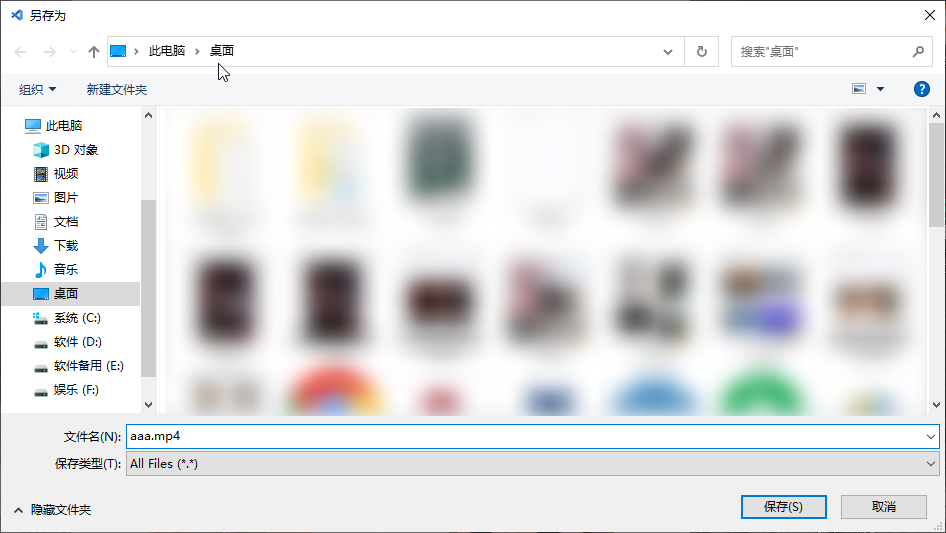 另存为
此电脑 › 桌面
搜索"桌面"
组织
新建文件夹
此电脑
3D 对象
视频
图片
文档
下载
音乐
桌面
系统 (C:)
软件 (D:)
软件备用 (E:)
娱乐 (F:)
文件名(N):
aaa.mp4
保存类型(T):
All Files (*.*)
隐藏文件夹
保存(S)
取消